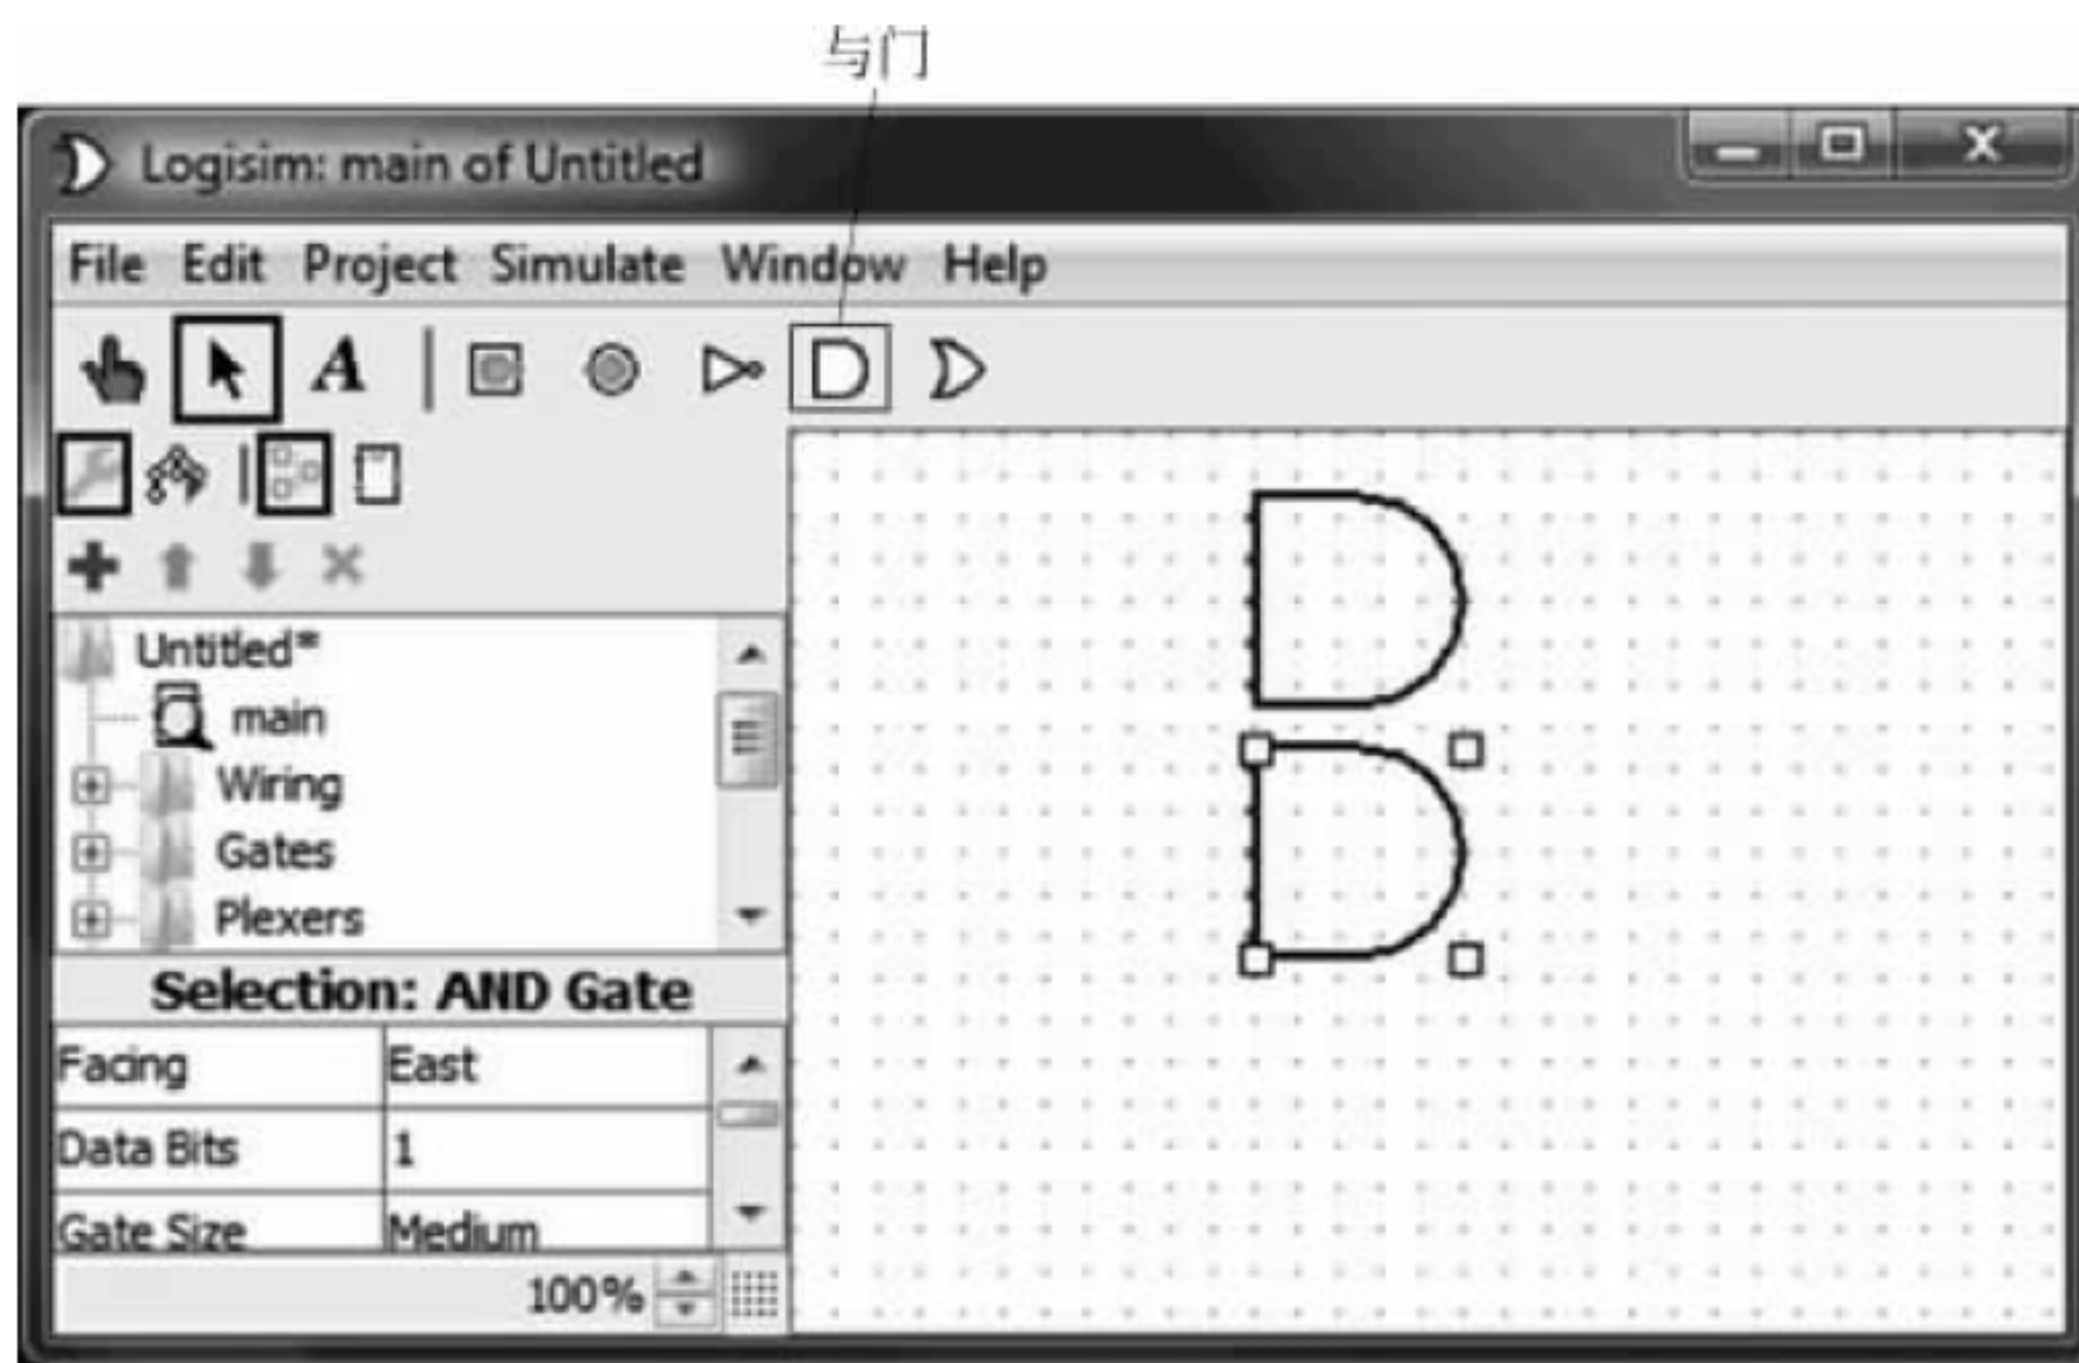 与门
Logisim: main of Untitled
File Edit Project Simulate Window Help
A
Untitled*
main
Wiring
Gates
Plexers
Selection: AND Gate
Facing East
Data Bits 1
Gate Size Medium
100%